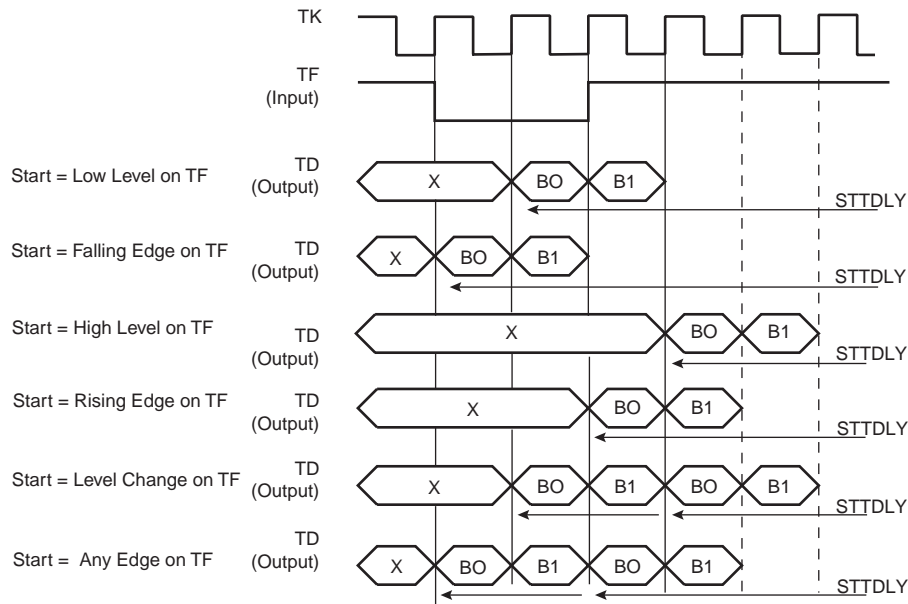 TK
TF
(Input)
Start = Low Level on TF
TD
(Output)
X
BO
B1
STTDLY
Start = Falling Edge on TF
TD
(Output)
X
BO
B1
STTDLY
Start = High Level on TF
TD
(Output)
X
BO
B1
STTDLY
Start = Rising Edge on TF
TD
(Output)
X
BO
B1
STTDLY
Start = Level Change on TF
TD
(Output)
X
BO
B1
BO
B1
STTDLY
Start = Any Edge on TF
TD
(Output)
X
BO
B1
BO
B1
STTDLY